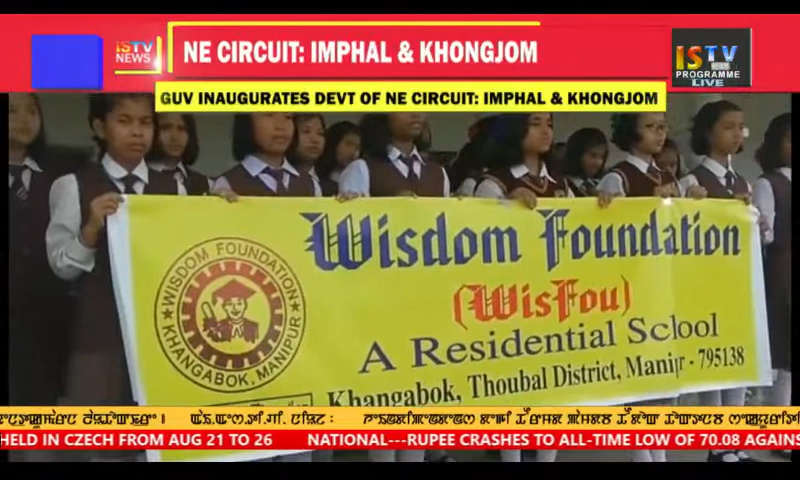 ISTV
NEWS
NE CIRCUIT: IMPHAL & KHONGJOM
ISTV
PROGRAMME
LIVE
GUV INAUGURATES DEVT OF NE CIRCUIT: IMPHAL & KHONGJOM
WISDOM FOUNDATION
KHANGABOK, MANIPUR
Wisdom Foundation
(WisFou)
A Residential School
Khangabok, Thoubal District, Manipur - 795138
HELD IN CZECH FROM AUG 21 TO 26 NATIONAL---RUPEE CRASHES TO ALL-TIME LOW OF 70.08 AGAINS